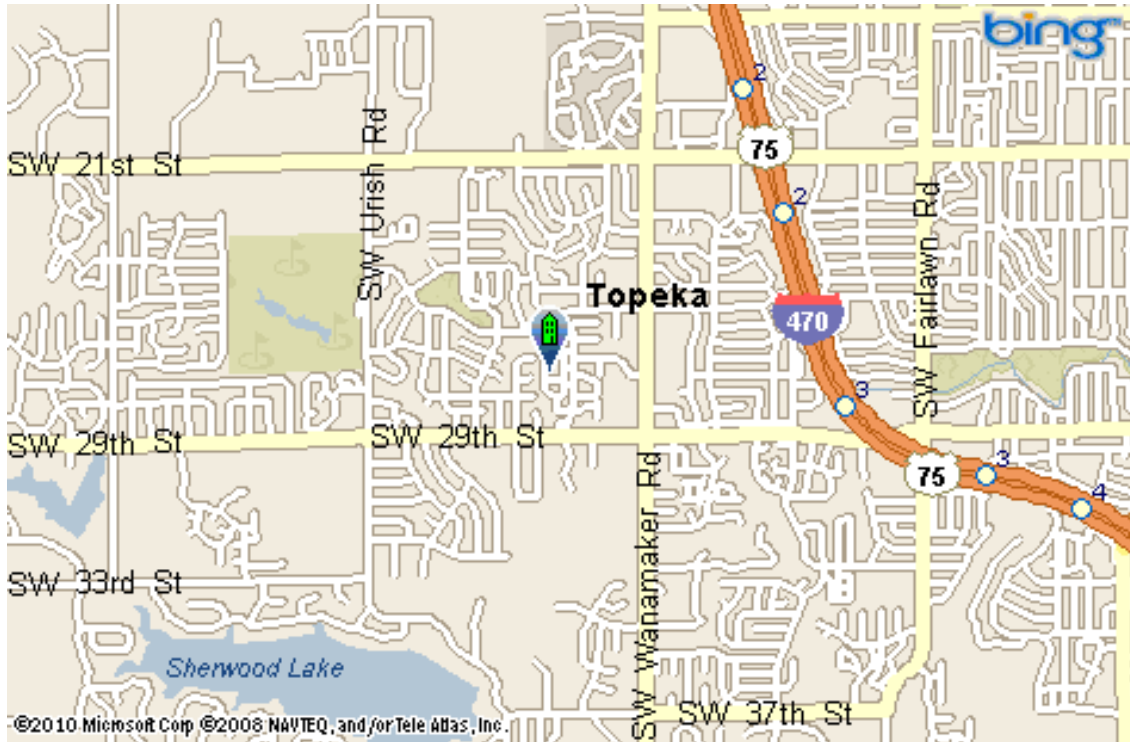 bing
2
SW Urish Rd
75
SW 21st St
2
SW Fairlawn Rd
Topeka
470
3
SW 29th St
SW 29th St
75
3
4
SW Wanamaker Rd
SW 33rd St
Sherwood Lake
SW 37th St
©2010 Microsoft Corp ©2008 NAVTEQ, and/or Tele Atlas, Inc.